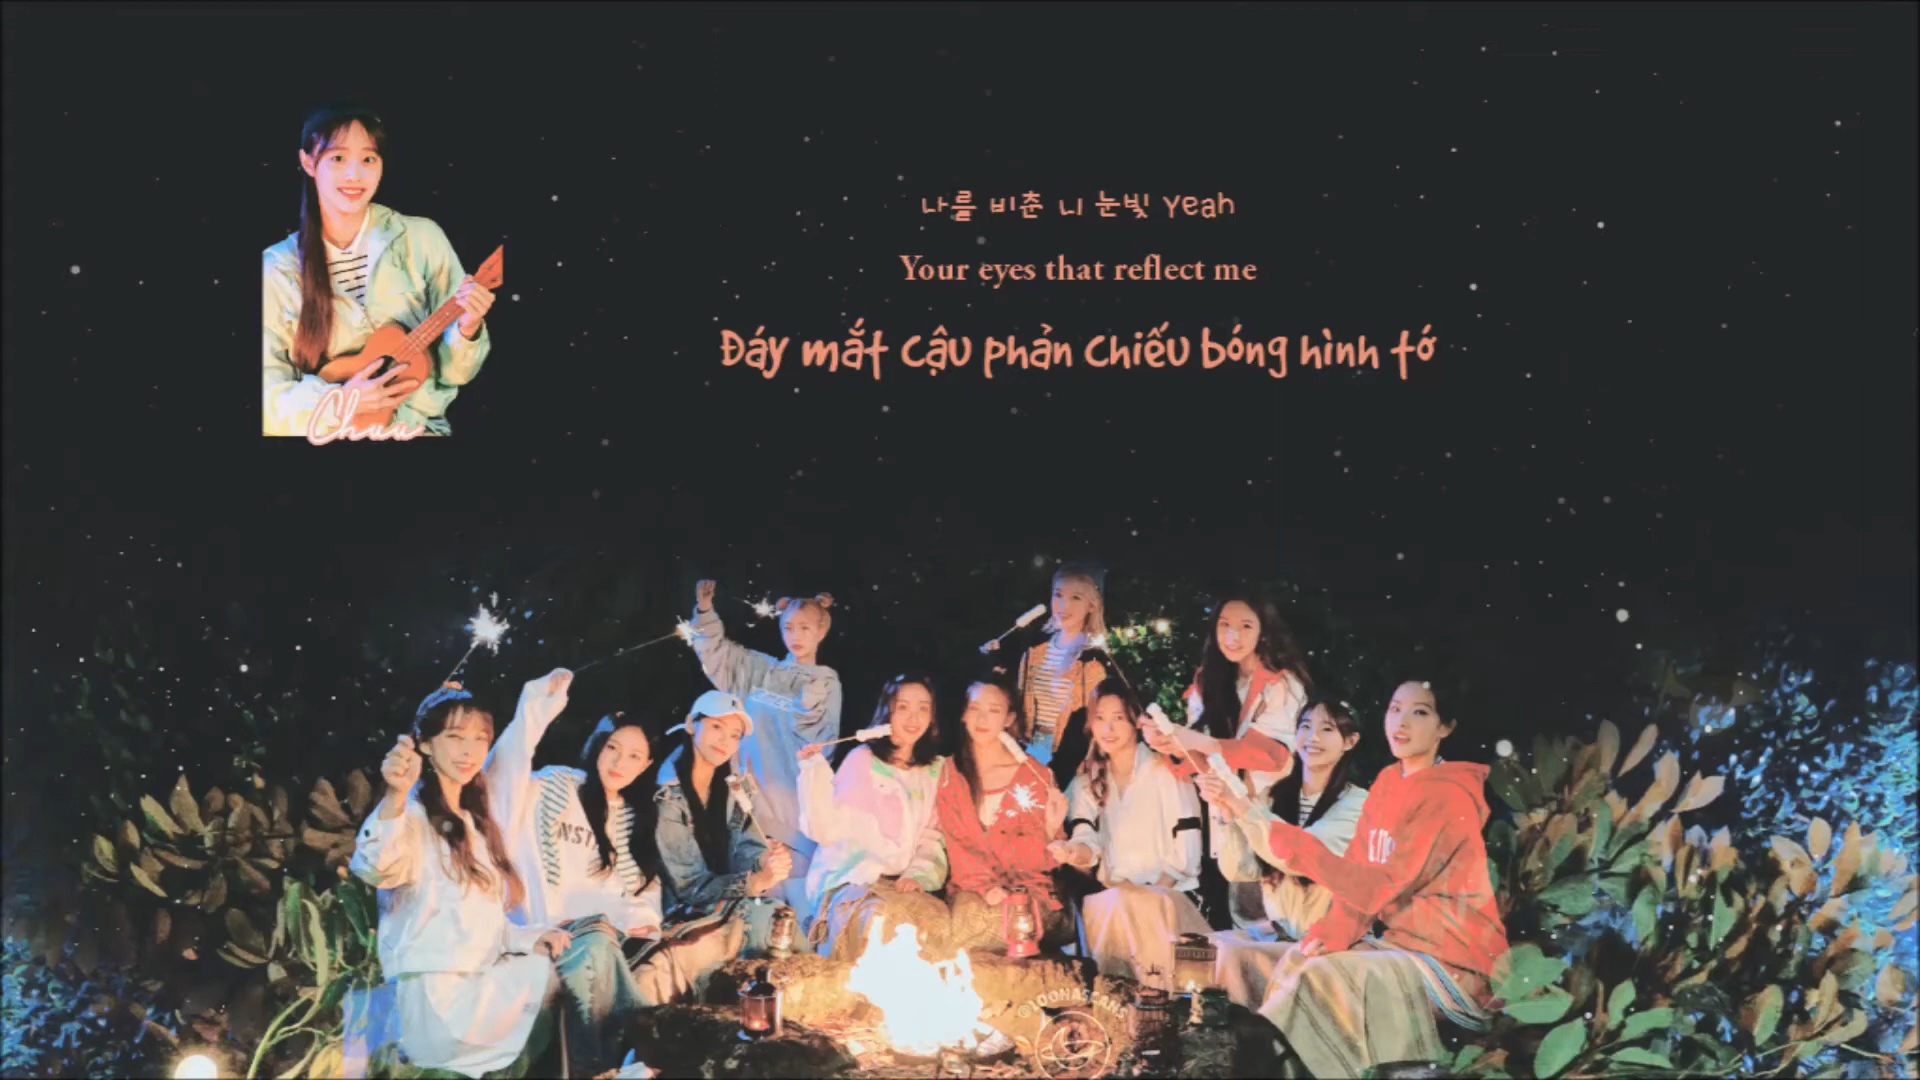 나를 비춘 니 눈빛 Yeah
Your eyes that reflect me
Đáy mắt cậu phản chiếu bóng hình tớ
Chuu
@LOONASCANS